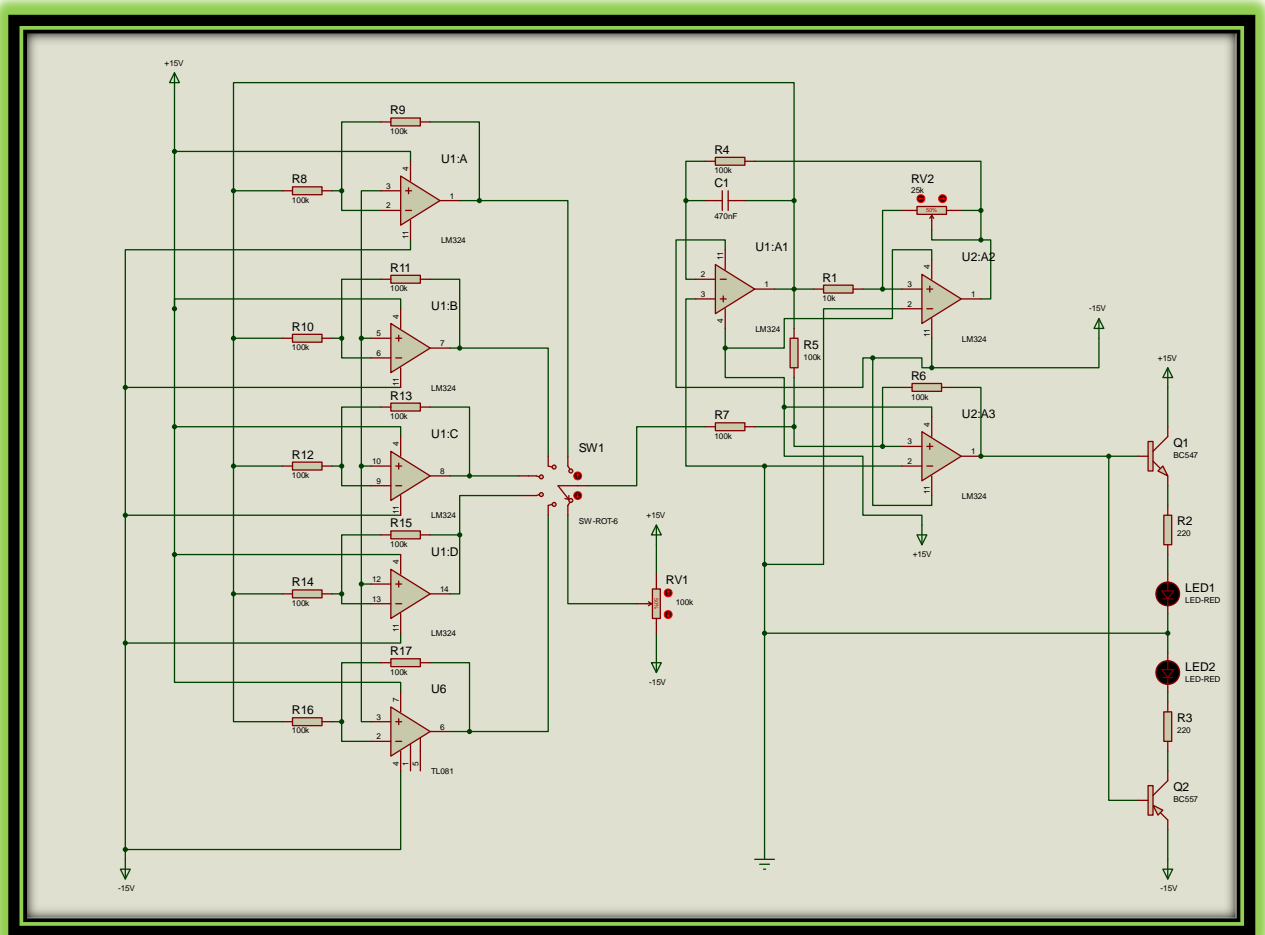 +15V
R9
100k
U1:A
4
R8
100k
3
2
1
11
LM324
R11
100k
U1:B
4
R10
100k
5
6
7
11
LM324
R13
100k
U1:C
4
R12
100k
10
9
8
11
LM324
R15
100k
U1:D
4
R14
100k
12
13
14
11
LM324
R17
100k
U6
7
R16
100k
3
2
6
4
1
5
TL081
-15V
SW1
SW-ROT-6
+15V
RV1
50%
100k
-15V
R4
100k
C1
470nF
U1:A1
11
2
3
1
4
LM324
R1
10k
RV2
25k
50%
U2:A2
4
3
2
1
11
LM324
R5
100k
R7
100k
R6
100k
U2:A3
4
3
2
1
11
LM324
+15V
-15V
+15V
Q1
BC547
R2
220
LED1
LED-RED
LED2
LED-RED
R3
220
Q2
BC557
-15V